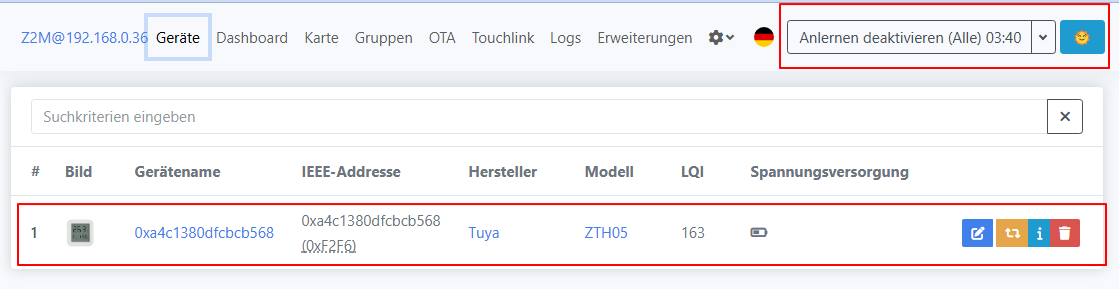 Z2M@192.168.0.36 Geräte Dashboard Karte Gruppen OTA Touchlink Logs Erweiterungen Anlernen deaktivieren (Alle) 03:40
Suchkriterien eingeben
# Bild Gerätename IEEE-Addresse Hersteller Modell LQI Spannungsversorgung
1 0xa4c1380dfcbcb568 0xa4c1380dfcbcb568 Tuya ZTH05 163
(0xF2F6)